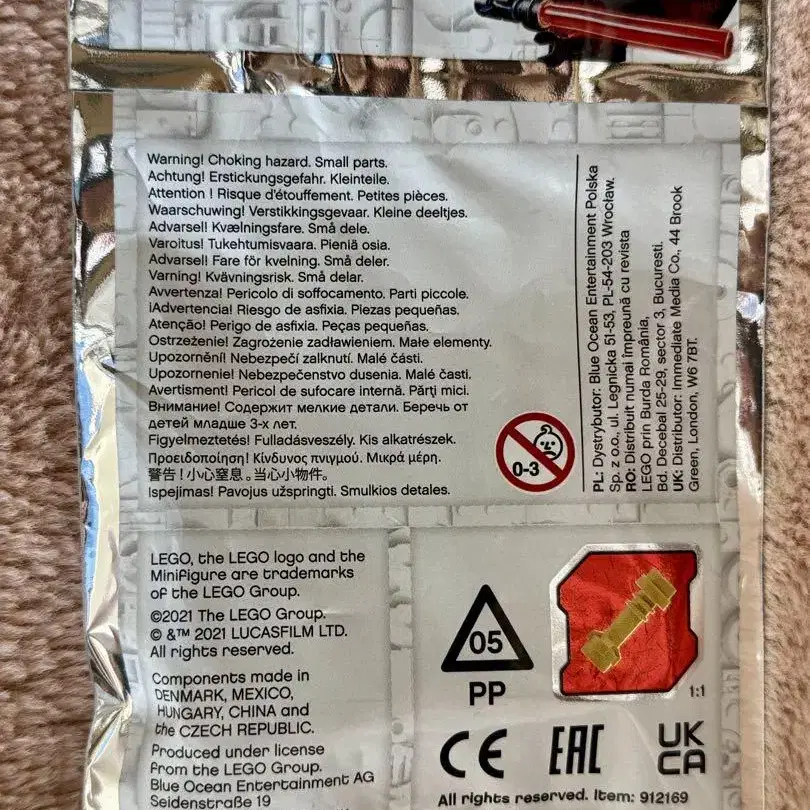 Warning! Choking hazard. Small parts.
Achtung! Erstickungsgefahr. Kleinteile.
Attention ! Risque d'étouffement. Petites pièces.
Waarschuwing! Verstikkingsgevaar. Kleine deeltjes.
Advarsel! Kvælningsfare. Små dele.
Varoitus! Tukehtumisvaara. Pieniä osia.
Advarsel! Fare for kvelning. Små deler.
Varning! Kvävningsrisk. Små delar.
Avvertenza! Pericolo di soffocamento. Parti piccole.
¡Advertencia! Riesgo de asfixia. Piezas pequeñas.
Atenção! Perigo de asfixia. Peças pequenas.
Ostrzeżenie! Zagrożenie zadławieniem. Małe elementy.
Upozornění! Nebezpečí zalknutí. Malé části.
Upozornenie! Nebezpečenstvo dusenia. Malé časti.
Avertisment! Pericol de sufocare internă. Părți mici.
Внимание! Содержит мелкие детали. Беречь от
детей младше 3-х лет.
Figyelmeztetés! Fulladásveszély. Kis alkatrészek.
Προειδοποίηση! Κίνδυνος πνιγμού. Μικρά μέρη.
警告！小心窒息。当心小物件。
Įspejimas! Pavojus užspringti. Smulkios detales.
0-3
PL: Dystrybutor: Blue Ocean Entertainment Polska
Sp. z o.o., ul. Legnicka 51-53, PL-54-203 Wrocław.
RO: Distribuit numai împreună cu revista
LEGO prin Burda România,
Bd. Decebal 25-29, sector 3, Bucuresti.
UK: Distributor: Immediate Media Co., 44 Brook
Green, London, W6 7BT.
LEGO, the LEGO logo and the
Minifigure are trademarks
of the LEGO Group.
©2021 The LEGO Group.
© &™ 2021 LUCASFILM LTD.
All rights reserved.
Components made in
DENMARK, MEXICO,
HUNGARY, CHINA and
the CZECH REPUBLIC.
Produced under license
from the LEGO Group.
Blue Ocean Entertainment AG
Seidenstraße 19
05
PP
1:1
CE EAC UK
CA
All rights reserved. Item: 912169